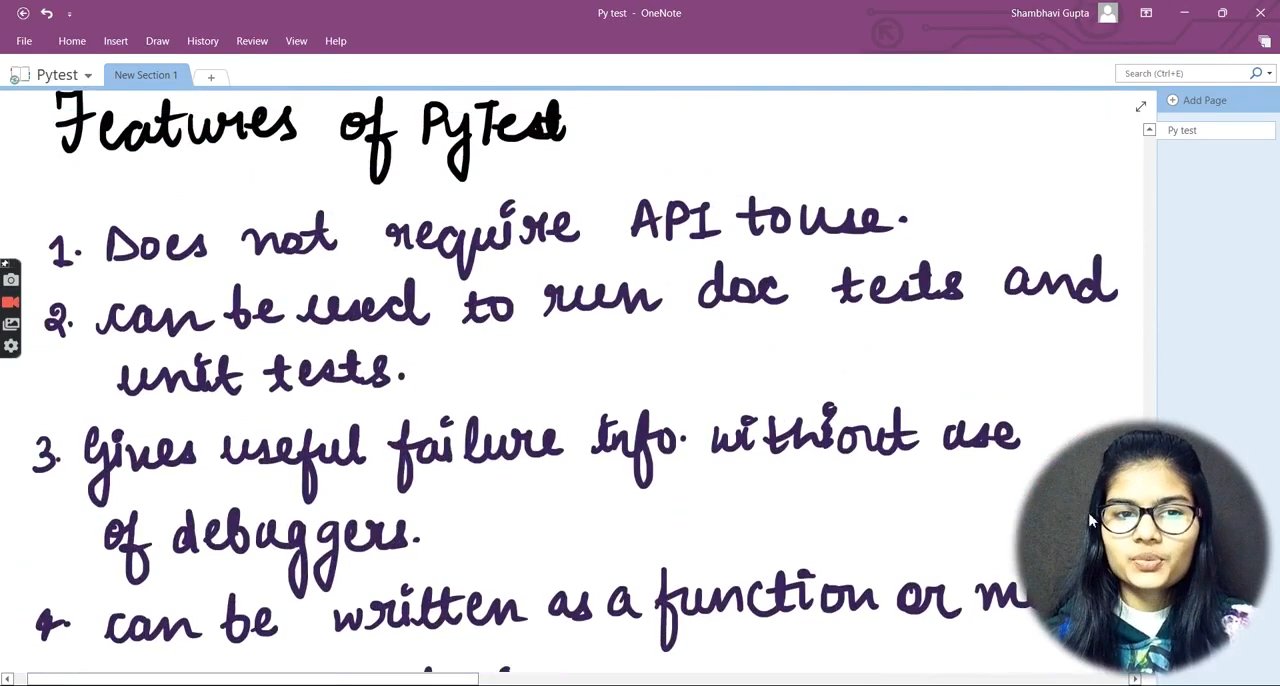 Py test - OneNote
Shambhavi Gupta
File Home Insert Draw History Review View Help
Pytest
New Section 1
Search (Ctrl+E)
Add Page
Py test
Features of PyTest
1. Does not require API to use.
2. can be used to run doc tests and
unit tests.
3. Gives useful failure info. without use
of debuggers.
4. can be written as a function or m